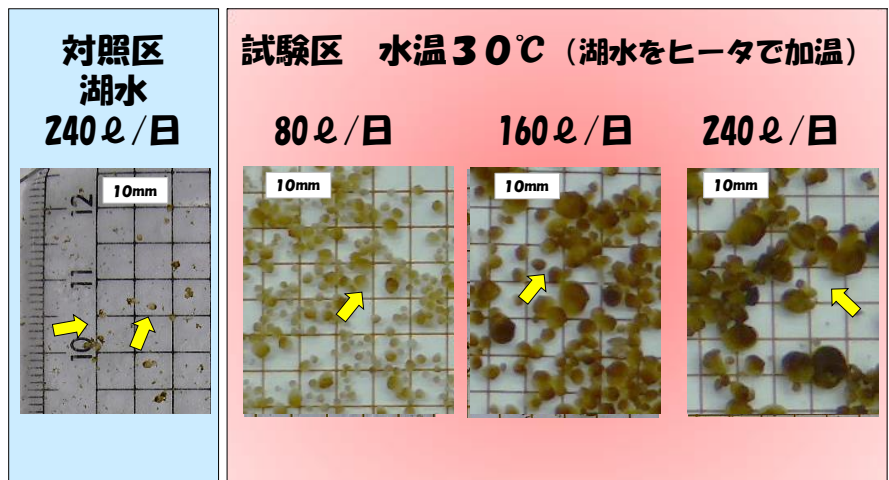 対照区
湖水
240ℓ/日
試験区 水温30℃(湖水をヒータで加温)
80ℓ/日
160ℓ/日
240ℓ/日
10mm
10mm
10mm
10mm
12
11
10